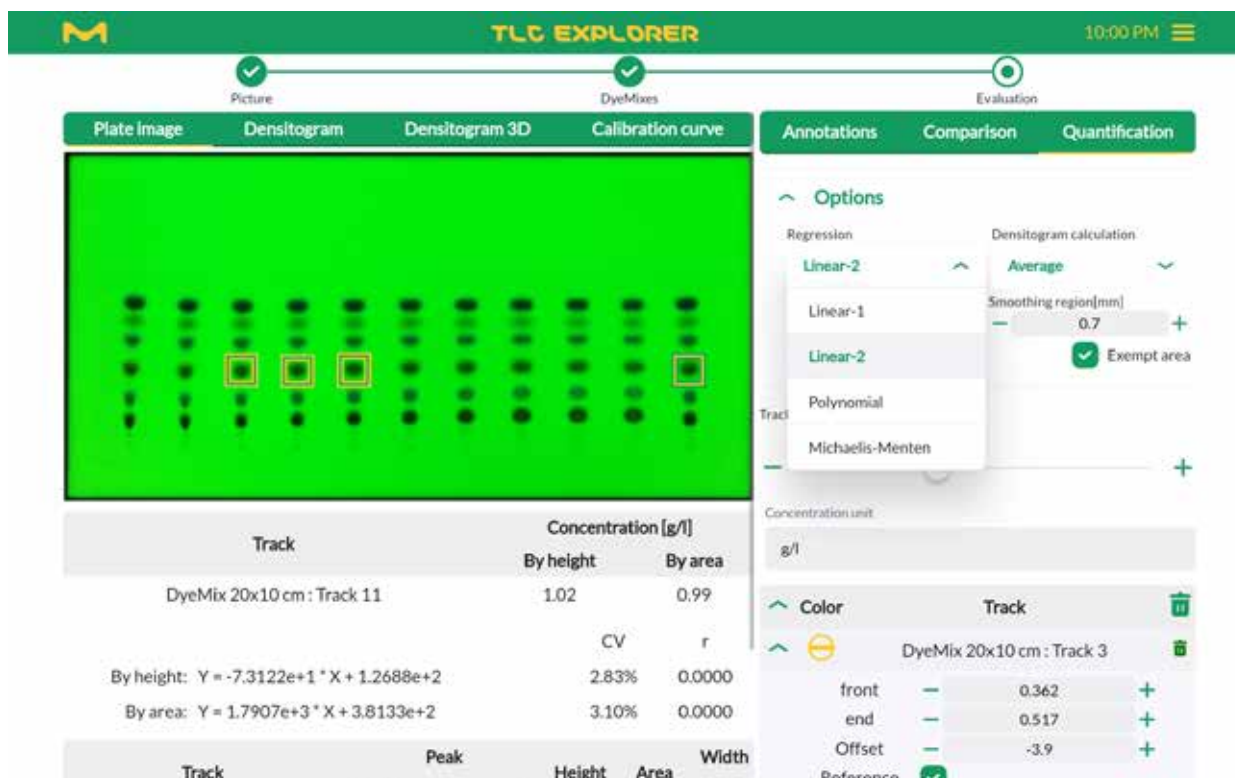 TLC EXPLORER
10:00 PM
Picture
DyeMixes
Evaluation
Plate image
Densitogram
Densitogram 3D
Calibration curve
Annotations
Comparison
Quantification
Options
Regression
Densitogram calculation
Linear-2
Average
Linear-1
Smoothing region[mm]
0.7
Linear-2
Exempt area
Polynomial
Michaelis-Menten
Concentration unit
g/l
Track
Concentration [g/l]
By height
By area
DyeMix 20x10 cm : Track 11
1.02
0.99
CV
r
By height: Y = -7.3122e+1 * X + 1.2688e+2
2.83%
0.0000
By area: Y = 1.7907e+3 * X + 3.8133e+2
3.10%
0.0000
Track
Peak
Height
Area
Width
Color
Track
DyeMix 20x10 cm : Track 3
front
0.362
end
0.517
Offset
-3.9
Reference